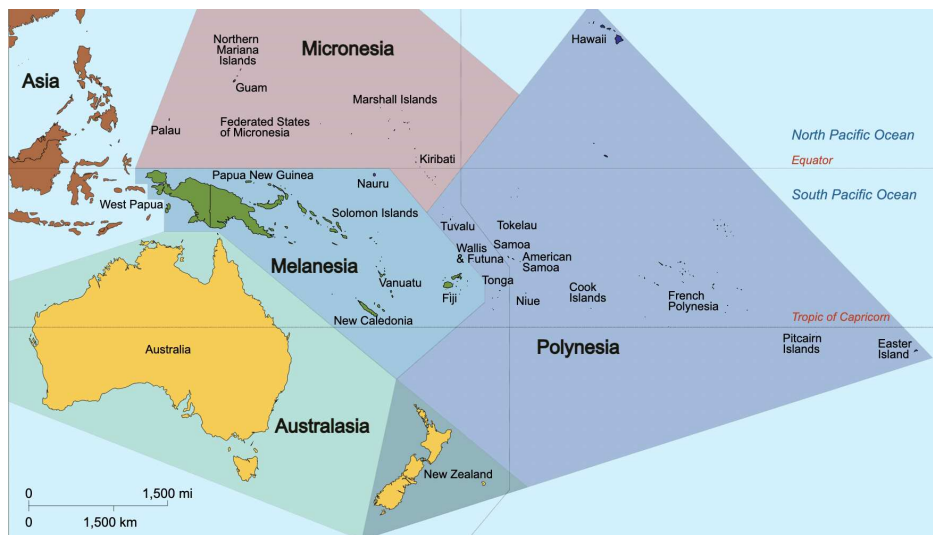 Hawaii
Northern
Mariana
Islands
Micronesia
Asia
Guam
Marshall Islands
Palau
Federated States
of Micronesia
North Pacific Ocean
Kiribati
Equator
Papua New Guinea
Nauru
South Pacific Ocean
West Papua
Solomon Islands
Tuvalu
Tokelau
Wallis
& Futuna
Samoa
American
Samoa
Melanesia
Vanuatu
Tonga
Fiji
Niue
Cook
Islands
French
Polynesia
New Caledonia
Tropic of Capricorn
Australia
Polynesia
Pitcairn
Islands
Easter
Island
Australasia
New Zealand
0
1,500 mi
0
1,500 km